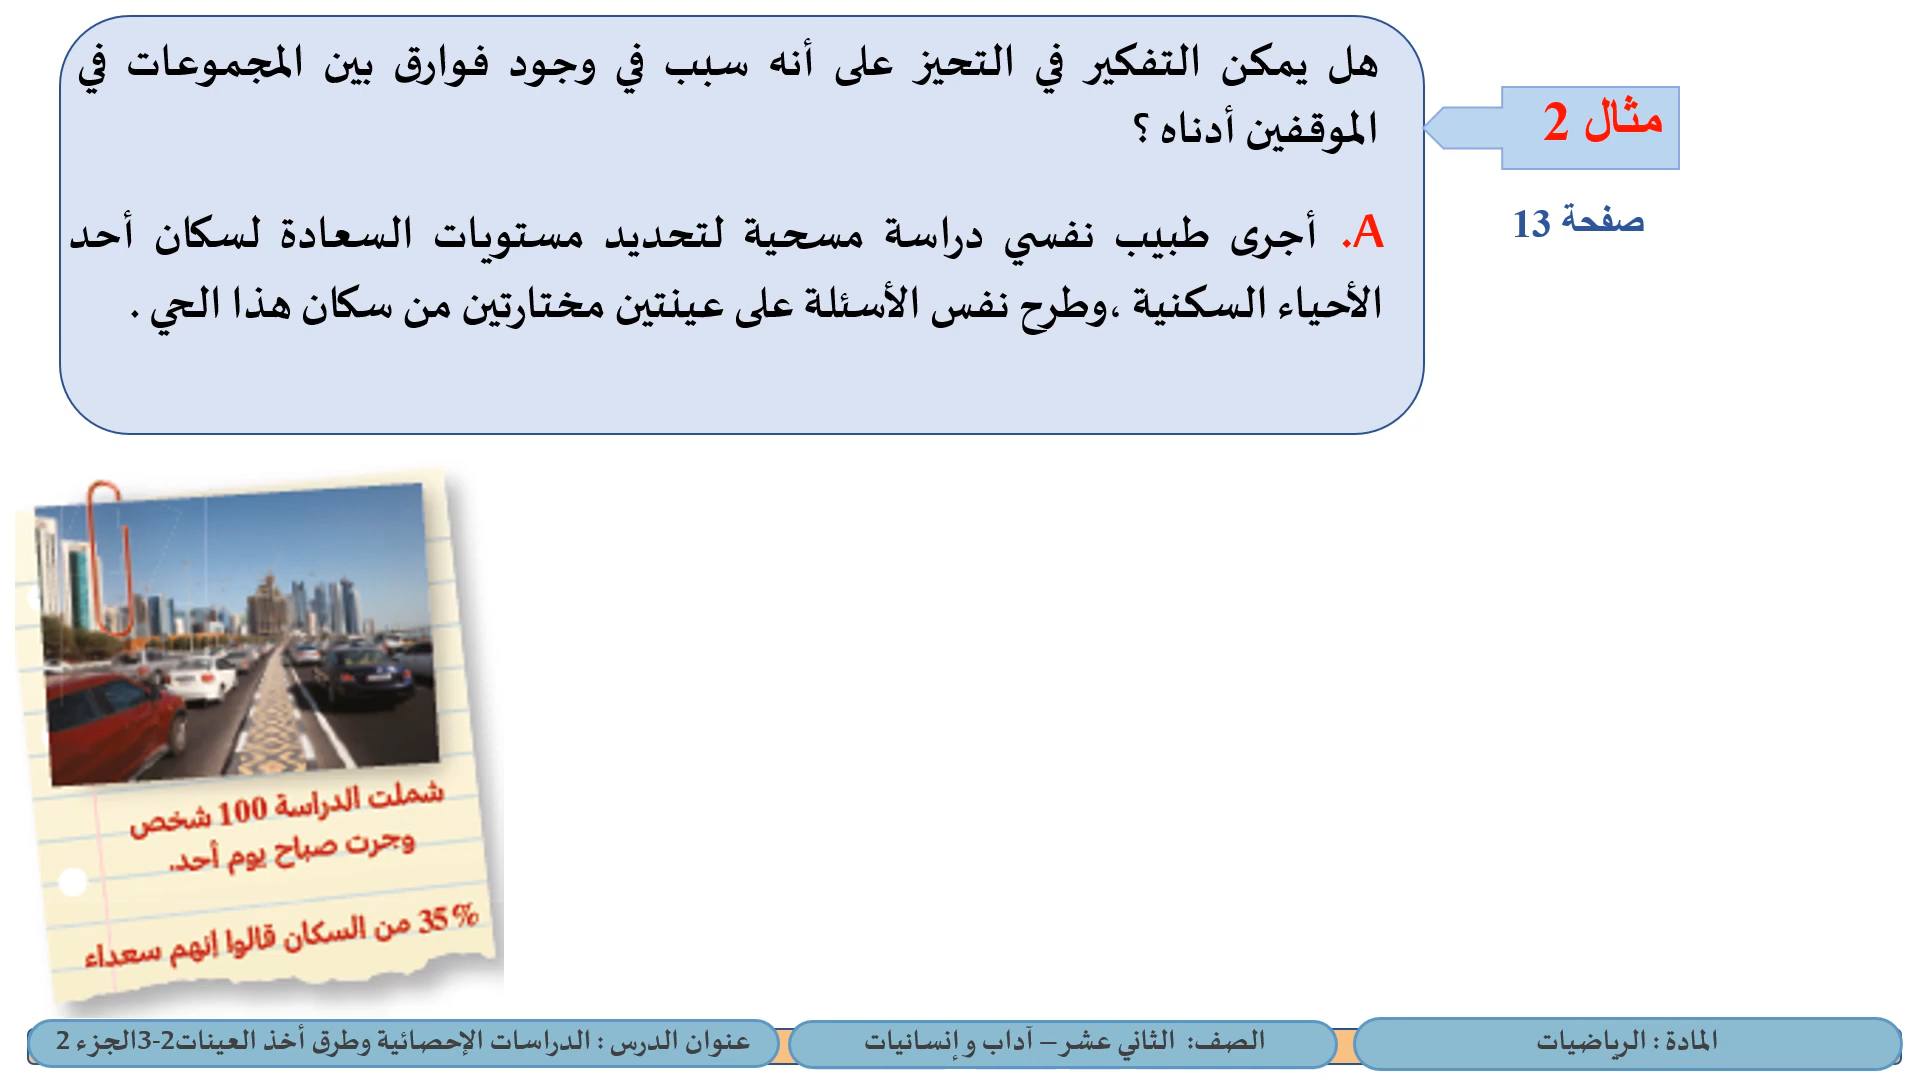 هل يمكن التفكير في التحيز على أنه سبب في وجود فوارق بين المجموعات في
الموقفين أدناه ؟
مثال 2
صفحة 13
A. أجرى طبيب نفسي دراسة مسحية لتحديد مستويات السعادة لسكان أحد
الأحياء السكنية ،وطرح نفس الأسئلة على عينتين مختارتين من سكان هذا الحي .
شملت الدراسة 100 شخص
وجرت صباح يوم أحد.
35% من السكان قالوا إنهم سعداء
المادة : الرياضيات
الصف: الثاني عشر – آداب و إنسانيات
عنوان الدرس : الدراسات الإحصائية وطرق أخذ العينات2-3الجزء 2